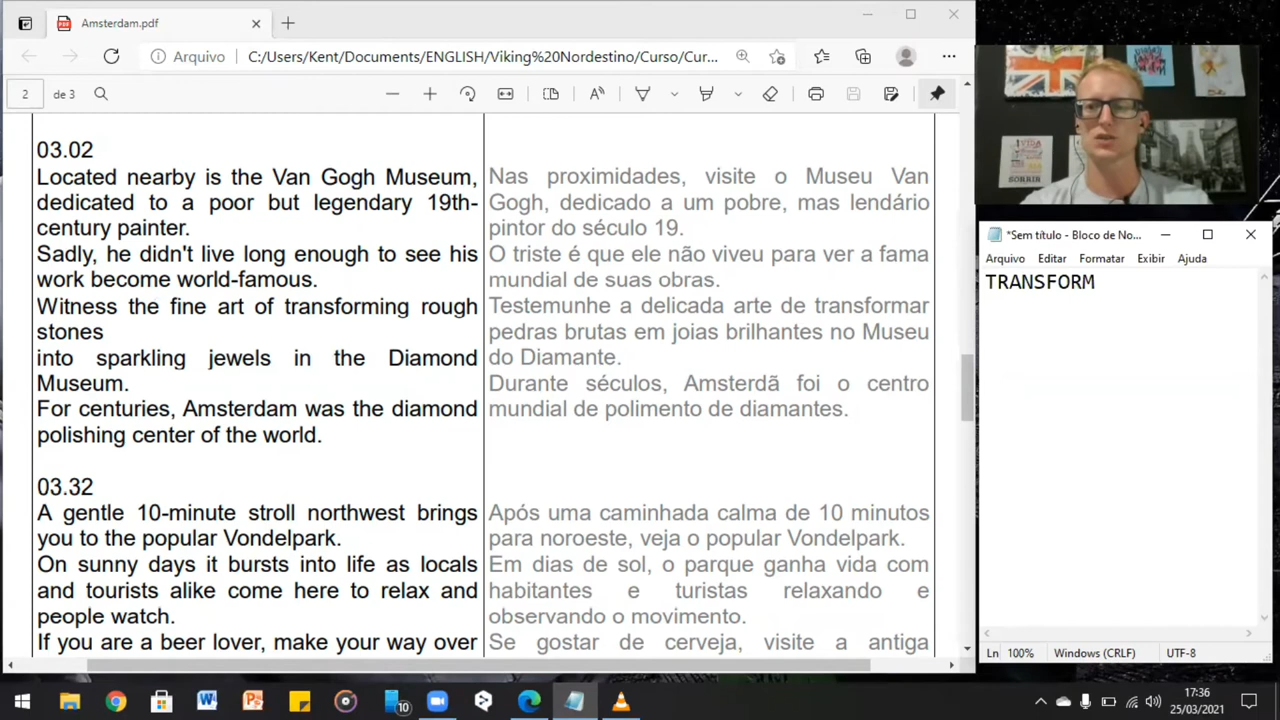 Amsterdam.pdf
Arquivo
C:/Users/Kent/Documents/ENGLISH/Viking%20Nordestino/Curso/Cur...
2
de 3
03.02
Located nearby is the Van Gogh Museum,
dedicated to a poor but legendary 19th-
century painter.
Sadly, he didn't live long enough to see his
work become world-famous.
Witness the fine art of transforming rough
stones
into sparkling jewels in the Diamond
Museum.
For centuries, Amsterdam was the diamond
polishing center of the world.
03.32
A gentle 10-minute stroll northwest brings
you to the popular Vondelpark.
On sunny days it bursts into life as locals
and tourists alike come here to relax and
people watch.
If you are a beer lover, make your way over
Nas proximidades, visite o Museu Van
Gogh, dedicado a um pobre, mas lendário
pintor do século 19.
O triste é que ele não viveu para ver a fama
mundial de suas obras.
Testemunhe a delicada arte de transformar
pedras brutas em joias brilhantes no Museu
do Diamante.
Durante séculos, Amsterdã foi o centro
mundial de polimento de diamantes.
Após uma caminhada calma de 10 minutos
para noroeste, veja o popular Vondelpark.
Em dias de sol, o parque ganha vida com
habitantes e turistas relaxando e
observando o movimento.
Se gostar de cerveja, visite a antiga
*Sem título - Bloco de No...
Arquivo Editar Formatar Exibir Ajuda
TRANSFORM
Ln 100% Windows (CRLF) UTF-8
10
17:36
25/03/2021